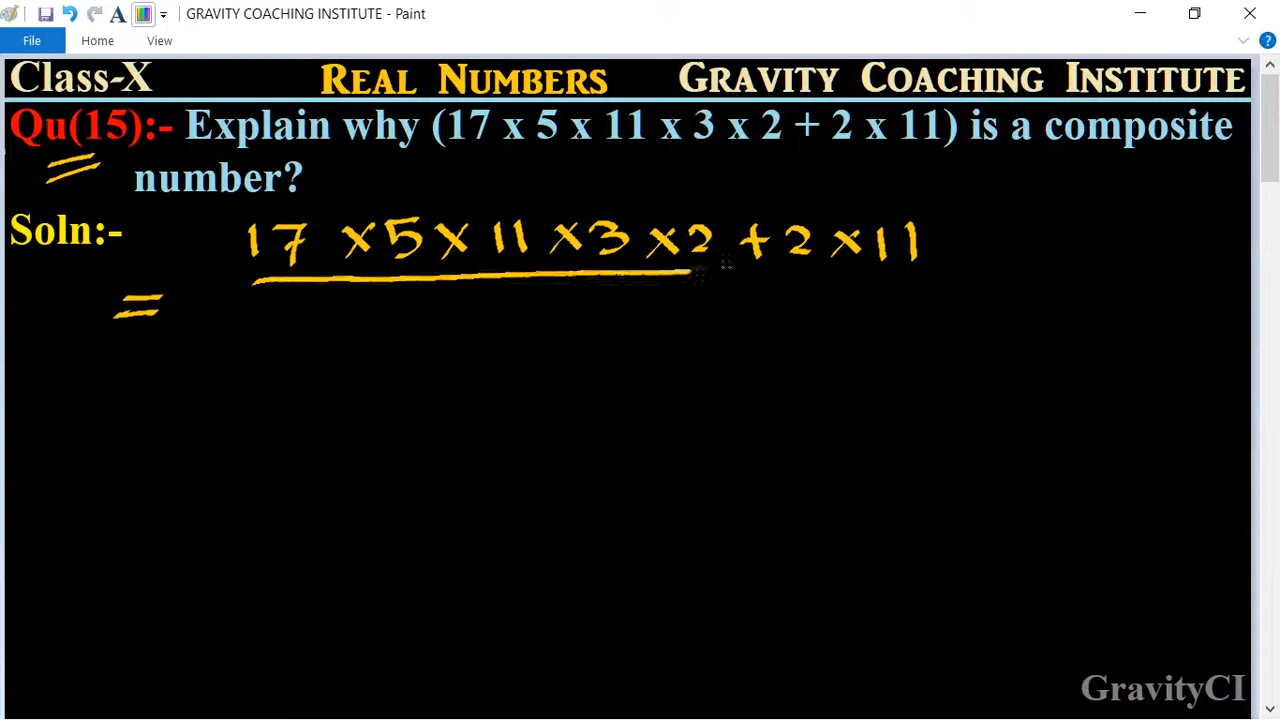 GRAVITY COACHING INSTITUTE - Paint
File Home View
Class-X REAL NUMBERS GRAVITY COACHING INSTITUTE
Qu(15):- Explain why (17 x 5 x 11 x 3 x 2 + 2 x 11) is a composite
number?
Soln:- 17 × 5 × 11 × 3 × 2 + 2 × 11
=
GravityCI